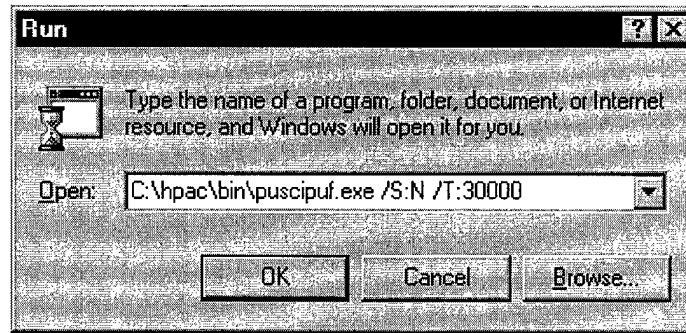 Run
? X
Type the name of a program, folder, document, or Internet
resource, and Windows will open it for you.
Open: C:\hpac\bin\puscipuf.exe /S:N /T:30000
OK Cancel Browse...